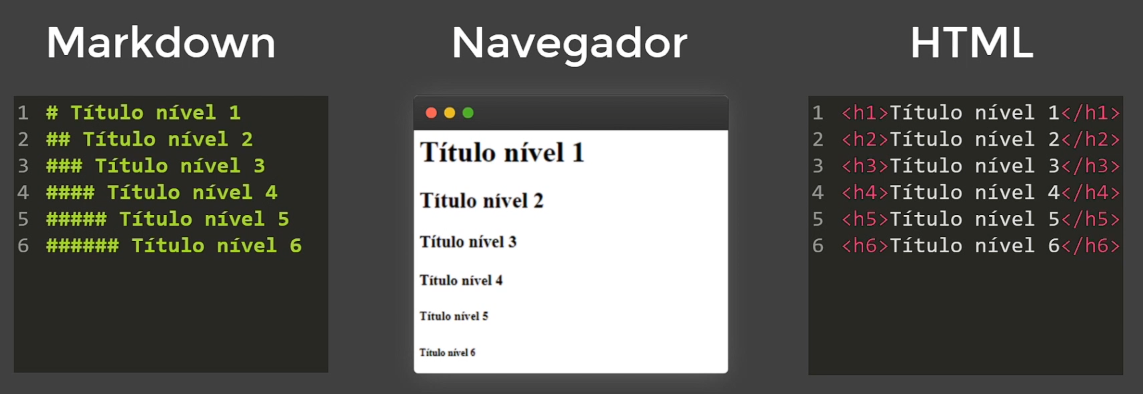 Markdown
1 # Título nível 1
2 ## Título nível 2
3 ### Título nível 3
4 #### Título nível 4
5 ##### Título nível 5
6 ###### Título nível 6
Navegador
Título nível 1
Título nível 2
Título nível 3
Título nível 4
Título nível 5
Título nível 6
HTML
1 <h1>Título nível 1</h1>
2 <h2>Título nível 2</h2>
3 <h3>Título nível 3</h3>
4 <h4>Título nível 4</h4>
5 <h5>Título nível 5</h5>
6 <h6>Título nível 6</h6>